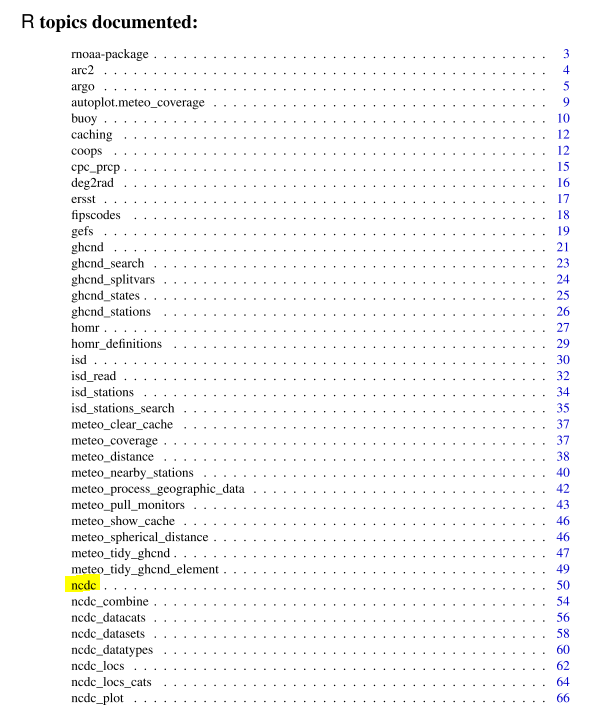 R topics documented:
rnoaa-package . . . . . . . . . . . . . . . . . . . . . . . . . . . . . . . . . . . . . . . . 3
arc2 . . . . . . . . . . . . . . . . . . . . . . . . . . . . . . . . . . . . . . . . . . . . . 4
argo . . . . . . . . . . . . . . . . . . . . . . . . . . . . . . . . . . . . . . . . . . . . . 5
autoplot.meteo_coverage . . . . . . . . . . . . . . . . . . . . . . . . . . . . . . . . . . 9
buoy . . . . . . . . . . . . . . . . . . . . . . . . . . . . . . . . . . . . . . . . . . . . . 10
caching . . . . . . . . . . . . . . . . . . . . . . . . . . . . . . . . . . . . . . . . . . . 12
coops . . . . . . . . . . . . . . . . . . . . . . . . . . . . . . . . . . . . . . . . . . . . 12
cpc_prcp . . . . . . . . . . . . . . . . . . . . . . . . . . . . . . . . . . . . . . . . . . . 15
deg2rad . . . . . . . . . . . . . . . . . . . . . . . . . . . . . . . . . . . . . . . . . . . 16
ersst . . . . . . . . . . . . . . . . . . . . . . . . . . . . . . . . . . . . . . . . . . . . . 17
fipscodes . . . . . . . . . . . . . . . . . . . . . . . . . . . . . . . . . . . . . . . . . . 18
gefs . . . . . . . . . . . . . . . . . . . . . . . . . . . . . . . . . . . . . . . . . . . . . 19
ghcnd . . . . . . . . . . . . . . . . . . . . . . . . . . . . . . . . . . . . . . . . . . . . 21
ghcnd_search . . . . . . . . . . . . . . . . . . . . . . . . . . . . . . . . . . . . . . . . 23
ghcnd_splitvars . . . . . . . . . . . . . . . . . . . . . . . . . . . . . . . . . . . . . . . 24
ghcnd_states . . . . . . . . . . . . . . . . . . . . . . . . . . . . . . . . . . . . . . . . . 25
ghcnd_stations . . . . . . . . . . . . . . . . . . . . . . . . . . . . . . . . . . . . . . . 26
homr . . . . . . . . . . . . . . . . . . . . . . . . . . . . . . . . . . . . . . . . . . . . . 27
homr_definitions . . . . . . . . . . . . . . . . . . . . . . . . . . . . . . . . . . . . . . 29
isd . . . . . . . . . . . . . . . . . . . . . . . . . . . . . . . . . . . . . . . . . . . . . . 30
isd_read . . . . . . . . . . . . . . . . . . . . . . . . . . . . . . . . . . . . . . . . . . . 32
isd_stations . . . . . . . . . . . . . . . . . . . . . . . . . . . . . . . . . . . . . . . . . 34
isd_stations_search . . . . . . . . . . . . . . . . . . . . . . . . . . . . . . . . . . . . . 35
meteo_clear_cache . . . . . . . . . . . . . . . . . . . . . . . . . . . . . . . . . . . . . 37
meteo_coverage . . . . . . . . . . . . . . . . . . . . . . . . . . . . . . . . . . . . . . . 37
meteo_distance . . . . . . . . . . . . . . . . . . . . . . . . . . . . . . . . . . . . . . . 38
meteo_nearby_stations . . . . . . . . . . . . . . . . . . . . . . . . . . . . . . . . . . . 40
meteo_process_geographic_data . . . . . . . . . . . . . . . . . . . . . . . . . . . . . . 42
meteo_pull_monitors . . . . . . . . . . . . . . . . . . . . . . . . . . . . . . . . . . . . 43
meteo_show_cache . . . . . . . . . . . . . . . . . . . . . . . . . . . . . . . . . . . . . 46
meteo_spherical_distance . . . . . . . . . . . . . . . . . . . . . . . . . . . . . . . . . . 46
meteo_tidy_ghcnd . . . . . . . . . . . . . . . . . . . . . . . . . . . . . . . . . . . . . . 47
meteo_tidy_ghcnd_element . . . . . . . . . . . . . . . . . . . . . . . . . . . . . . . . . 49
ncdc . . . . . . . . . . . . . . . . . . . . . . . . . . . . . . . . . . . . . . . . . . . . . 50
ncdc_combine . . . . . . . . . . . . . . . . . . . . . . . . . . . . . . . . . . . . . . . . 54
ncdc_datacats . . . . . . . . . . . . . . . . . . . . . . . . . . . . . . . . . . . . . . . . 56
ncdc_datasets . . . . . . . . . . . . . . . . . . . . . . . . . . . . . . . . . . . . . . . . 58
ncdc_datatypes . . . . . . . . . . . . . . . . . . . . . . . . . . . . . . . . . . . . . . . 60
ncdc_locs . . . . . . . . . . . . . . . . . . . . . . . . . . . . . . . . . . . . . . . . . . 62
ncdc_locs_cats . . . . . . . . . . . . . . . . . . . . . . . . . . . . . . . . . . . . . . . 64
ncdc_plot . . . . . . . . . . . . . . . . . . . . . . . . . . . . . . . . . . . . . . . . . . 66